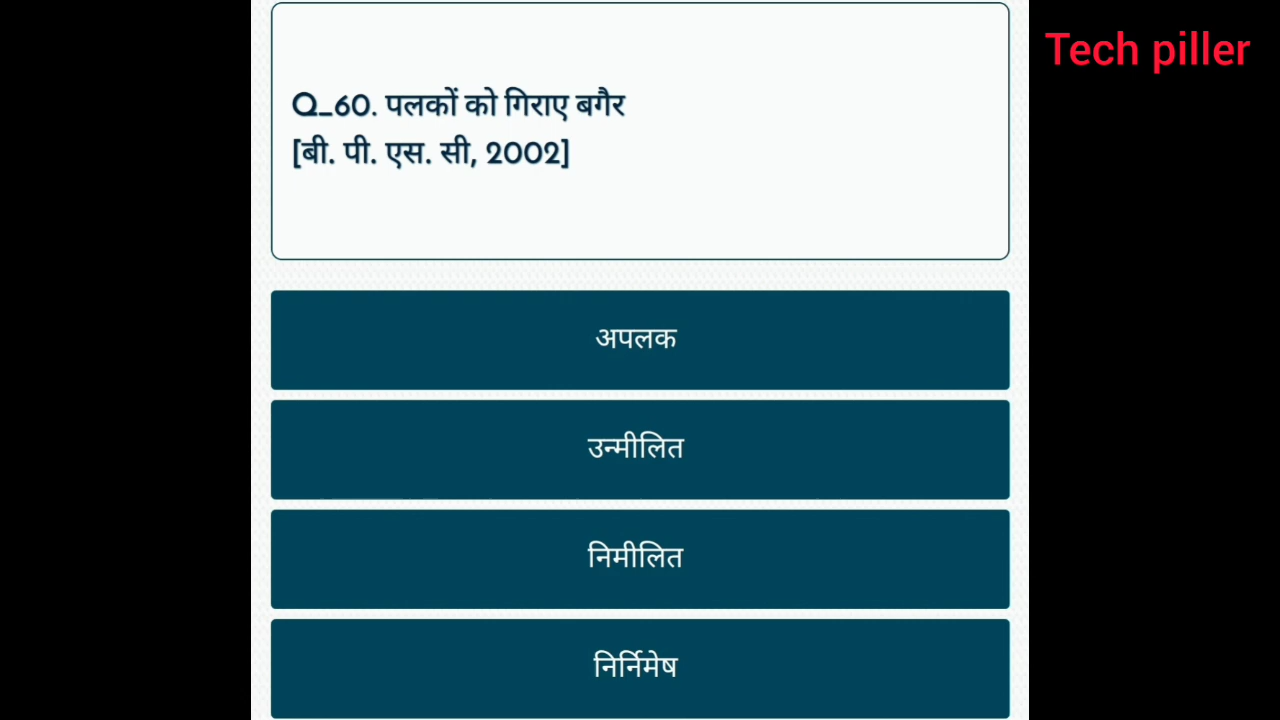 Tech piller
Q_60. पलकों को गिराए बगैर
[बी. पी. एस. सी, 2002]
अपलक
उन्मीलित
निमीलित
निर्निमेष